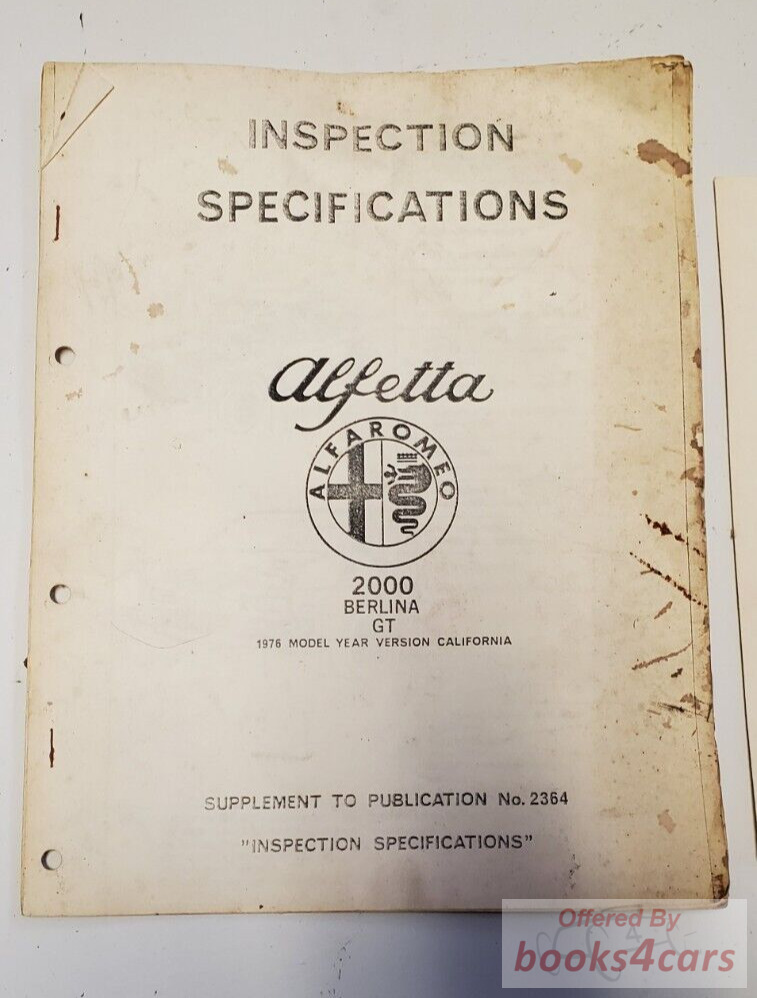 INSPECTION
SPECIFICATIONS
Alfetta
ALFA ROMEO
2000
BERLINA
GT
1976 MODEL YEAR VERSION CALIFORNIA
SUPPLEMENT TO PUBLICATION No. 2364
"INSPECTION SPECIFICATIONS"
Offered By
books4cars